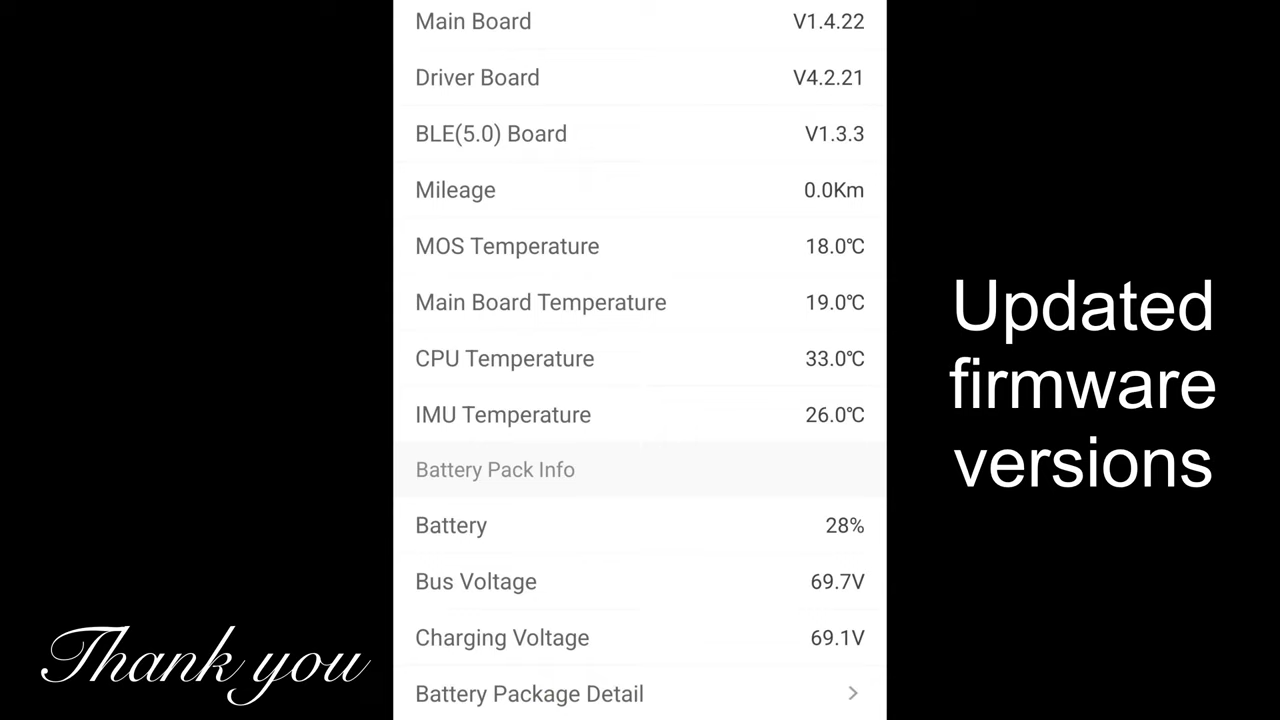 Main Board V1.4.22
Driver Board V4.2.21
BLE(5.0) Board V1.3.3
Mileage 0.0Km
MOS Temperature 18.0℃
Main Board Temperature 19.0℃
CPU Temperature 33.0℃
IMU Temperature 26.0℃
Battery Pack Info
Battery 28%
Bus Voltage 69.7V
Charging Voltage 69.1V
Battery Package Detail >
Updated
firmware
versions
Thank you